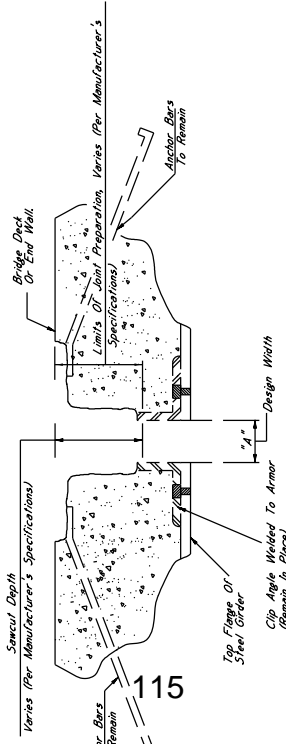 Sawcut Depth
Varies (Per Manufacturer's Specifications)
Bridge Deck
Or End Wall.
Limits Of Joint Preparation, Varies (Per Manufacturer's
Specifications)
Anchor Bars
To Remain
"A"
Design Width
Top Flange Of
Steel Girder
Clip Angle Welded To Armor
(Remain In Place)
or Bars
Remain
115